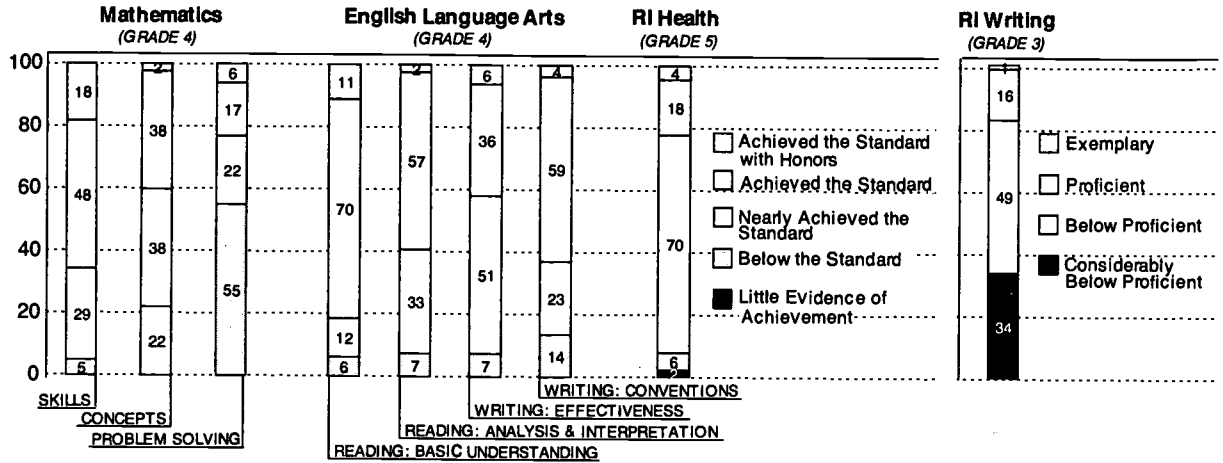 Mathematics
(GRADE 4)
English Language Arts
(GRADE 4)
RI Health
(GRADE 5)
RI Writing
(GRADE 3)
100
80
60
40
20
0
18
48
29
5
2
38
38
22
6
17
22
55
11
70
12
6
2
57
33
7
6
36
51
7
4
59
23
14
4
18
70
6
2
Achieved the Standard
with Honors
Achieved the Standard
Nearly Achieved the
Standard
Below the Standard
Little Evidence of
Achievement
1
16
49
34
Exemplary
Proficient
Below Proficient
Considerably
Below Proficient
SKILLS
CONCEPTS
PROBLEM SOLVING
WRITING: CONVENTIONS
WRITING: EFFECTIVENESS
READING: ANALYSIS & INTERPRETATION
READING: BASIC UNDERSTANDING